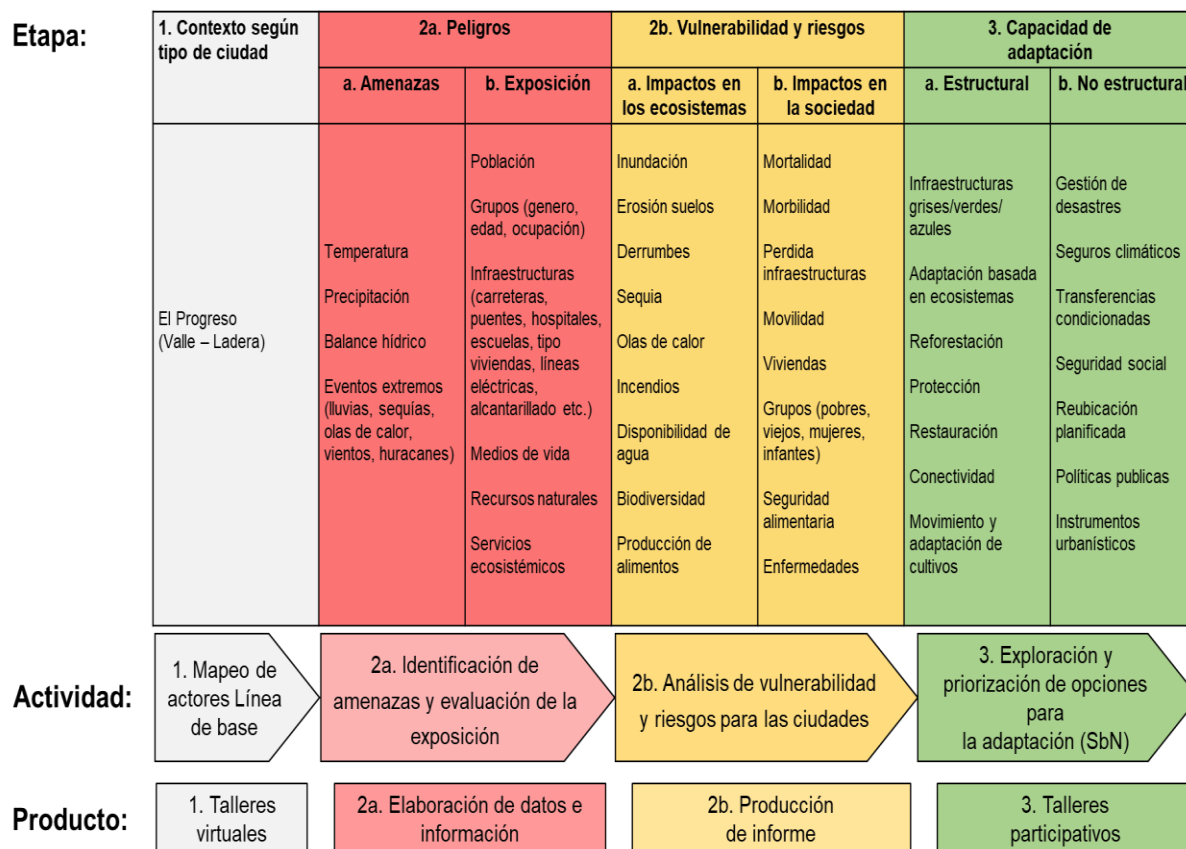 Etapa:
1. Contexto según
tipo de ciudad
2a. Peligros
2b. Vulnerabilidad y riesgos
3. Capacidad de
adaptación
a. Amenazas
b. Exposición
a. Impactos en
los ecosistemas
b. Impactos en
la sociedad
a. Estructural
b. No estructural
El Progreso
(Valle – Ladera)
Temperatura
Precipitación
Balance hídrico
Eventos extremos
(lluvias, sequías,
olas de calor,
vientos, huracanes)
Población
Grupos (genero,
edad, ocupación)
Infraestructuras
(carreteras,
puentes, hospitales,
escuelas, tipo
viviendas, líneas
eléctricas,
alcantarillado etc.)
Medios de vida
Recursos naturales
Servicios
ecosistémicos
Inundación
Erosión suelos
Derrumbes
Sequia
Olas de calor
Incendios
Disponibilidad de
agua
Biodiversidad
Producción de
alimentos
Mortalidad
Morbilidad
Perdida
infraestructuras
Movilidad
Viviendas
Grupos (pobres,
viejos, mujeres,
infantes)
Seguridad
alimentaria
Enfermedades
Infraestructuras
grises/verdes/
azules
Adaptación basada
en ecosistemas
Reforestación
Protección
Restauración
Conectividad
Movimiento y
adaptación de
cultivos
Gestión de
desastres
Seguros climáticos
Transferencias
condicionadas
Seguridad social
Reubicación
planificada
Políticas publicas
Instrumentos
urbanísticos
Actividad:
1. Mapeo de
actores Línea
de base
2a. Identificación de
amenazas y evaluación de la
exposición
2b. Análisis de vulnerabilidad
y riesgos para las ciudades
3. Exploración y
priorización de opciones
para
la adaptación (SbN)
Producto:
1. Talleres
virtuales
2a. Elaboración de datos e
información
2b. Producción
de informe
3. Talleres
participativos